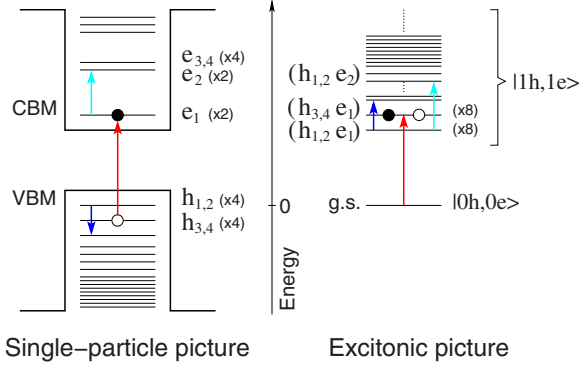 e3,4 (x4)
e2 (x2)
CBM
e1 (x2)
VBM
h1,2 (x4)
h3,4 (x4)
Single–particle picture
0
Energy
(h1,2 e2)
(h3,4 e1)
(h1,2 e1)
(x8)
(x8)
|1h,1e>
g.s.
|0h,0e>
Excitonic picture